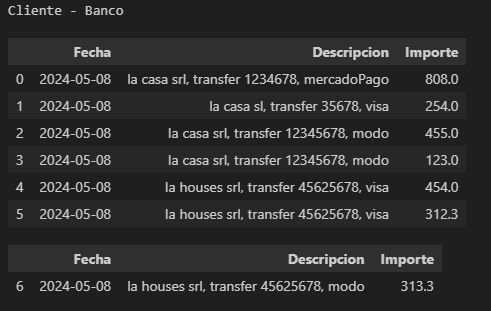 Cliente - Banco
Fecha Descripcion Importe
0 2024-05-08 la casa srl, transfer 1234678, mercadoPago 808.0
1 2024-05-08 la casa sl, transfer 35678, visa 254.0
2 2024-05-08 la casa srl, transfer 12345678, modo 455.0
3 2024-05-08 la casa srl, transfer 12345678, modo 123.0
4 2024-05-08 la houses srl, transfer 45625678, visa 454.0
5 2024-05-08 la houses srl, transfer 45625678, visa 312.3
Fecha Descripcion Importe
6 2024-05-08 la houses srl, transfer 45625678, modo 313.3